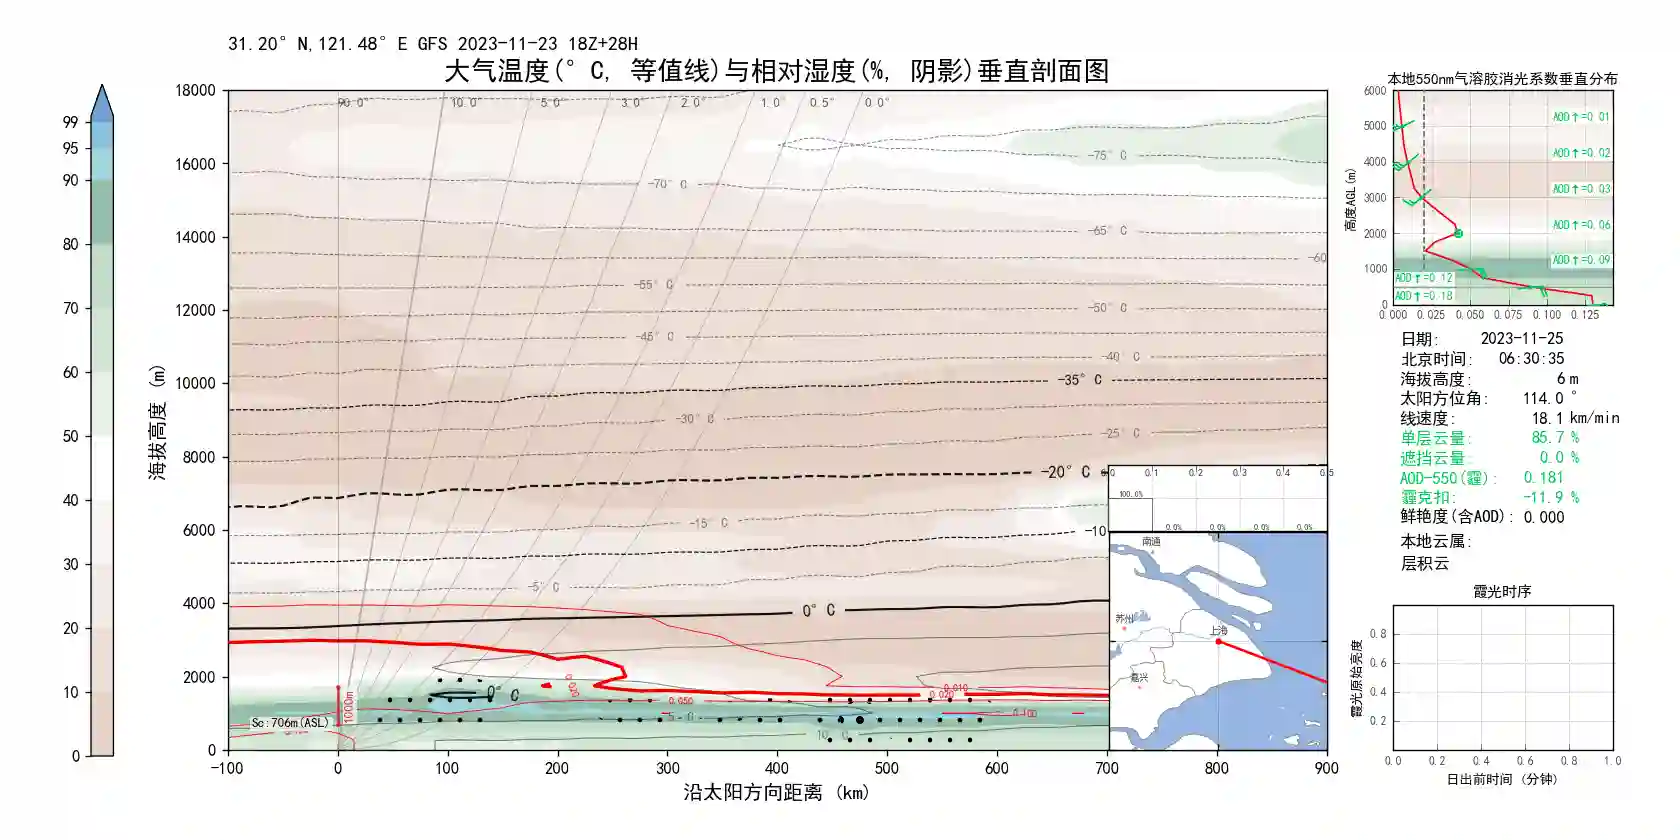 31.20°N,121.48°E GFS 2023-11-23 18Z+28H
大气温度(°C, 等值线)与相对湿度(%, 阴影)垂直剖面图
99
95
90
80
70
60
50
40
30
20
10
0
海拔高度 (m)
18000
16000
14000
12000
10000
8000
6000
4000
2000
0
90.0° 10.0° 5.0° 3.0° 2.0° 1.0° 0.5° 0.0°
-75°C
-70°C
-65°C
-60
-55°C
-50°C
-45°C
-40°C
-35°C
-30°C
-25°C
-20°C
-15°C
-10
-5°C
0°C
0°C
5°C
10°C
0.020
0.010
0.020
0.050
0.100
1000m
Sc:706m(ASL)
-100 0 100 200 300 400 500 600 700 800 900
沿太阳方向距离 (km)
0.0 0.1 0.2 0.3 0.4 0.5
100.0%
0.0% 0.0% 0.0% 0.0%
南通
苏州
上海
嘉兴
本地550nm气溶胶消光系数垂直分布
高度AGL(m)
6000
5000
4000
3000
2000
1000
0
AOD↑=0.01
AOD↑=0.02
AOD↑=0.03
AOD↑=0.06
AOD↑=0.09
AOD↑=0.12
AOD↑=0.18
0.000 0.025 0.050 0.075 0.100 0.125
日期: 2023-11-25
北京时间: 06:30:35
海拔高度: 6 m
太阳方位角: 114.0 °
线速度: 18.1 km/min
单层云量: 85.7 %
遮挡云量: 0.0 %
AOD-550(霾): 0.181
霾克扣: -11.9 %
鲜艳度(含AOD): 0.000
本地云属:
层积云
霞光时序
霞光原始亮度
0.8
0.6
0.4
0.2
0.0 0.2 0.4 0.6 0.8 1.0
日出前时间 (分钟)